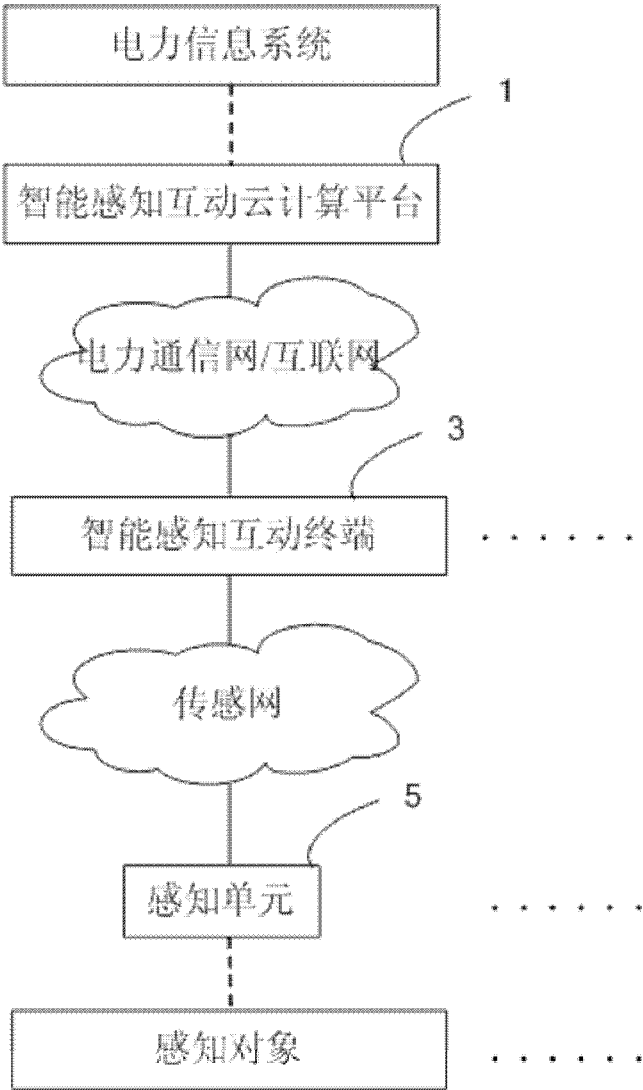 电力信息系统
1
智能感知互动云计算平台
电力通信网/互联网
3
智能感知互动终端 ......
传感网
5
感知单元 ......
感知对象 ......